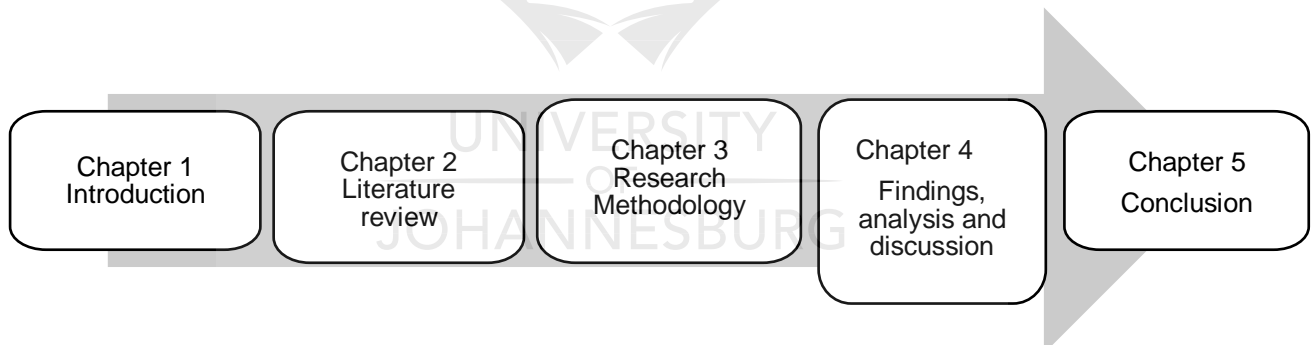 UNIVERSITY
OF
JOHANNESBURG
Chapter 1
Introduction
Chapter 2
Literature
review
Chapter 3
Research
Methodology
Chapter 4
Findings,
analysis and
discussion
Chapter 5
Conclusion